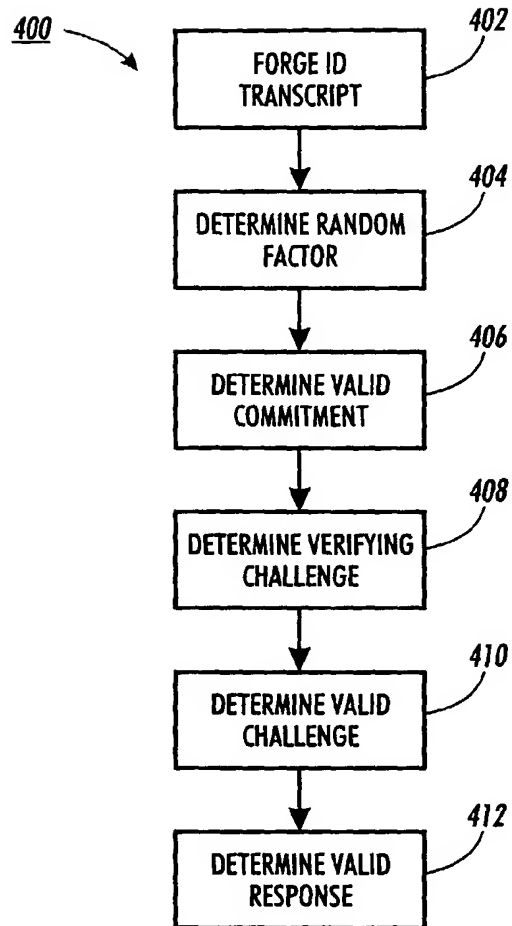 400
402
FORGE ID
TRANSCRIPT
404
DETERMINE RANDOM
FACTOR
406
DETERMINE VALID
COMMITMENT
408
DETERMINE VERIFYING
CHALLENGE
410
DETERMINE VALID
CHALLENGE
412
DETERMINE VALID
RESPONSE